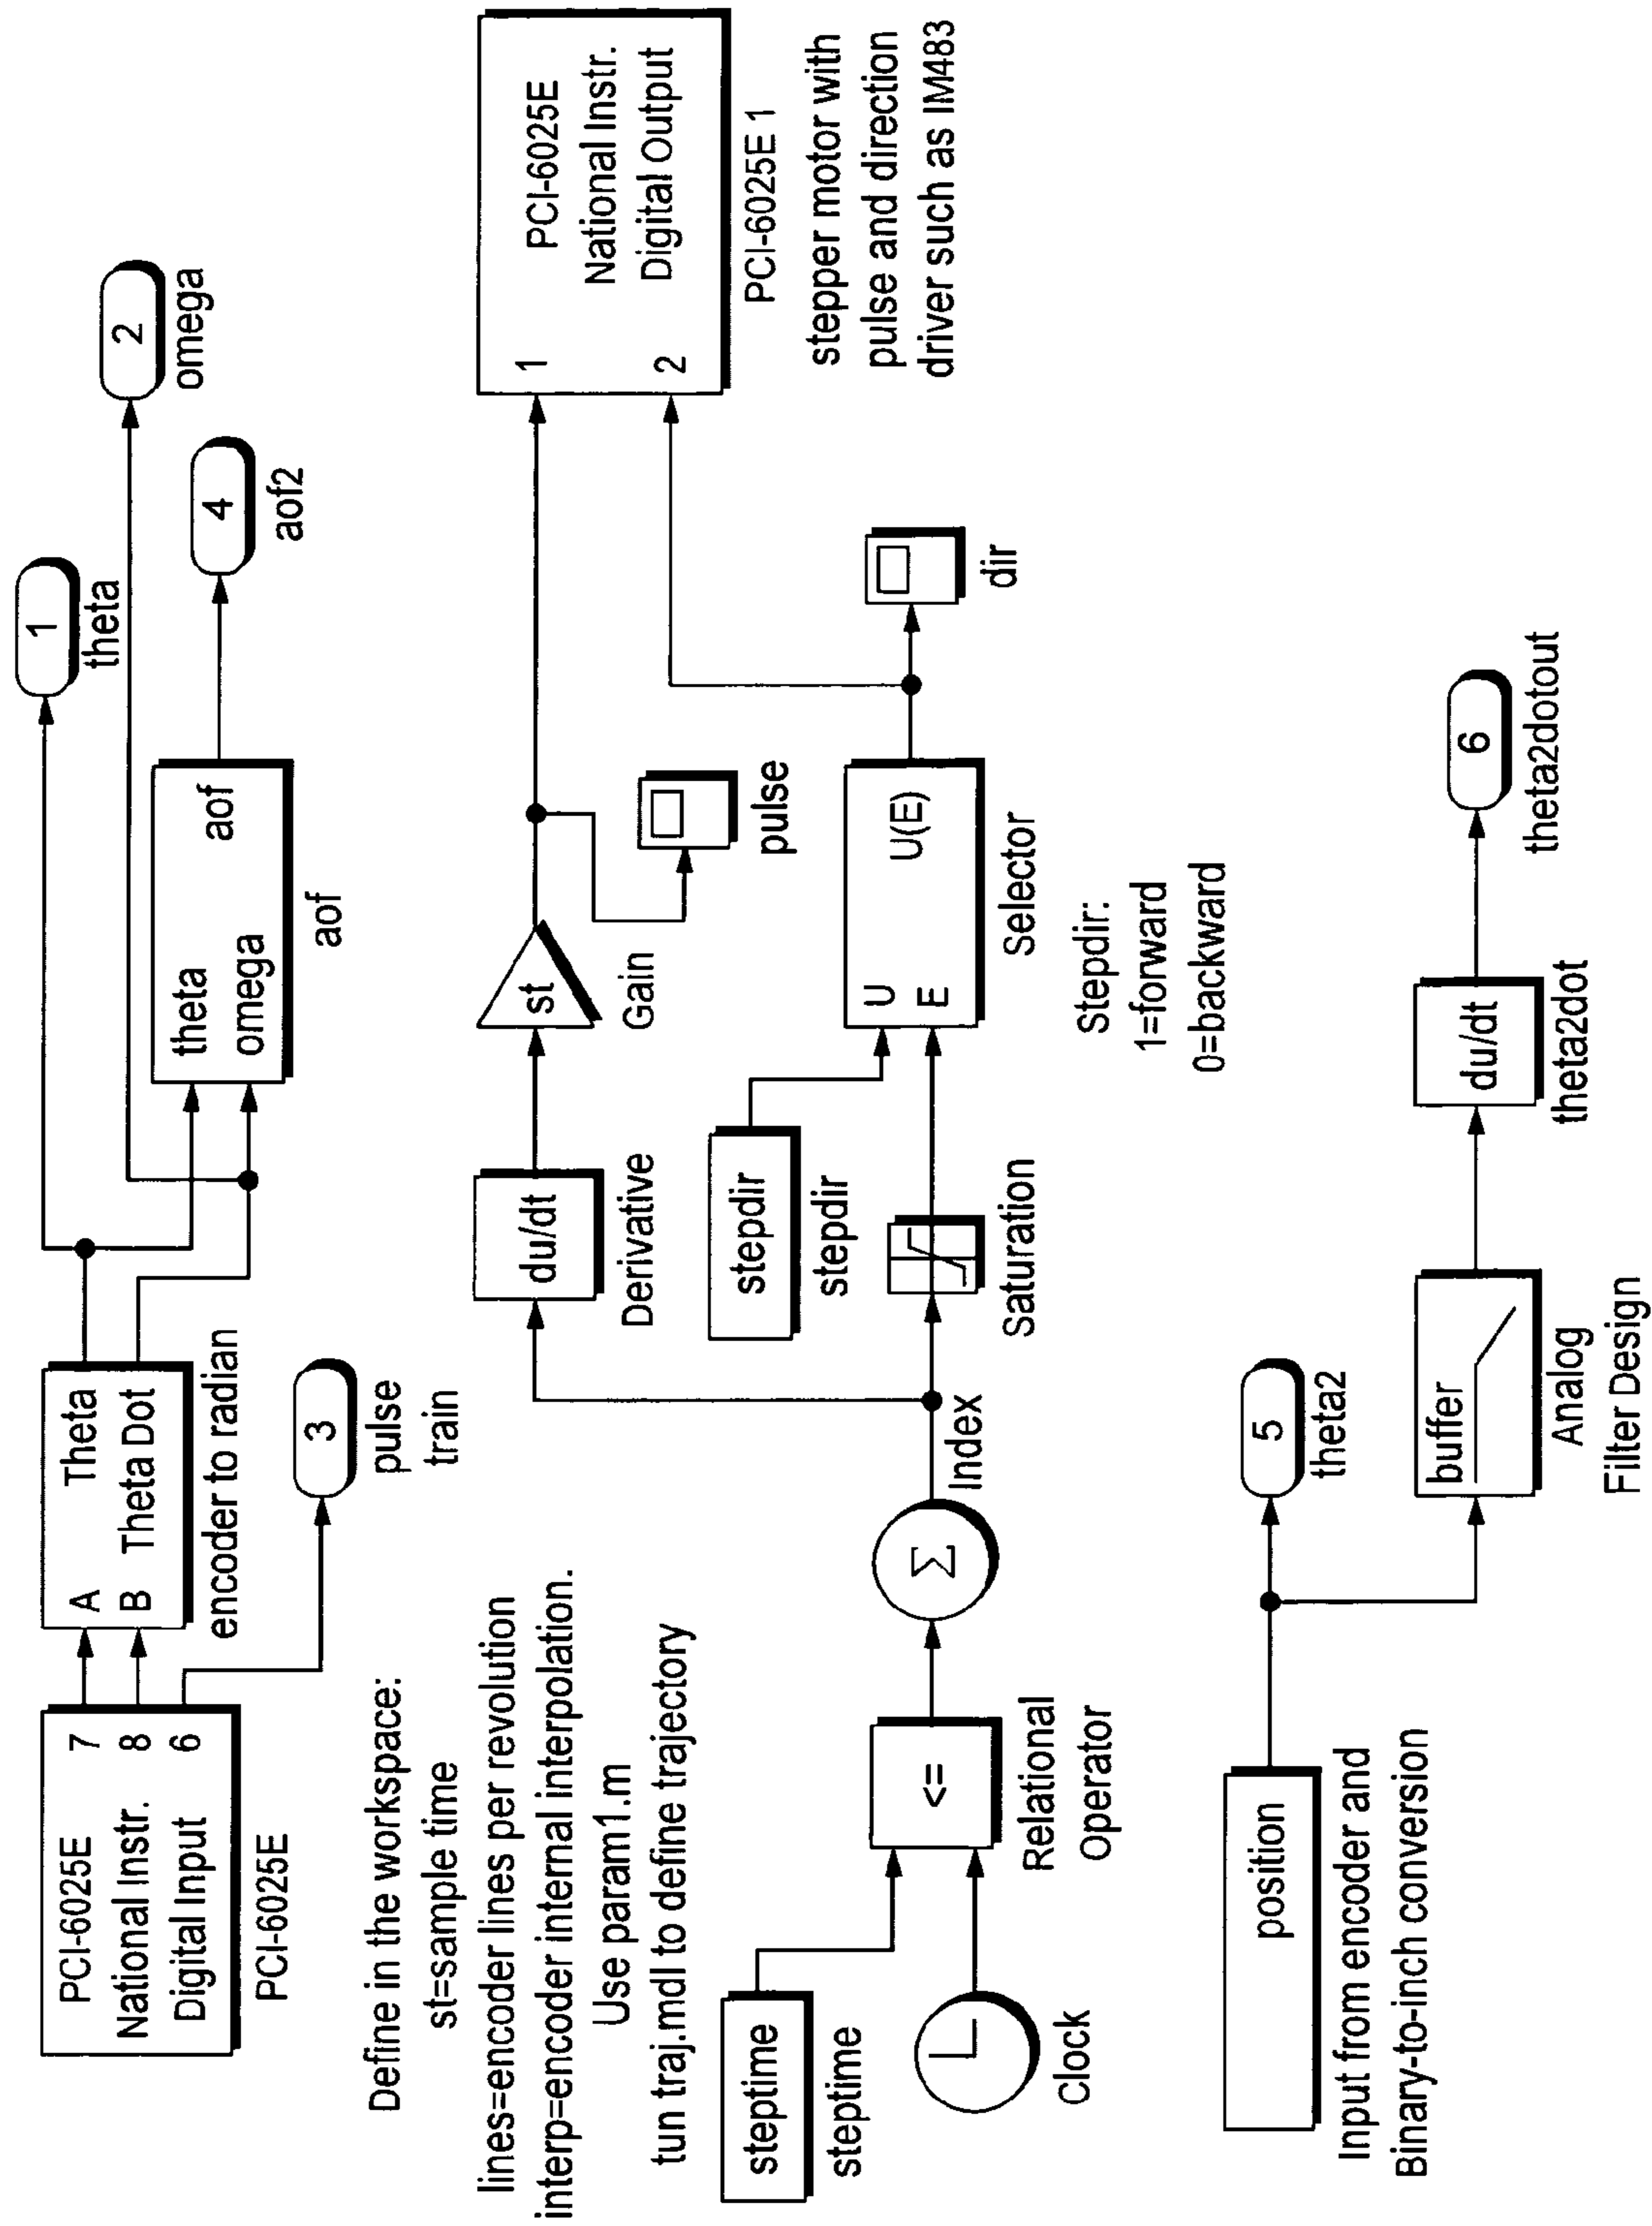 PCI-6025E
National Instr.
Digital Input
7
8
6
PCI-6025E
A
B
Theta
Theta Dot
encoder to radian
3
pulse
train
1
theta
2
omega
theta
omega
aof
aof
4
aof2
Define in the workspace:
st=sample time
lines=encoder lines per revolution
interp=encoder internal interpolation.
Use param1.m
tun traj.mdl to define trajectory
steptime
steptime
Clock
<=
Relational
Operator
Σ
Index
du/dt
Derivative
st
Gain
pulse
stepdir
stepdir
Saturation
U
E
U(E)
Selector
Stepdir:
1=forward
0=backward
dir
1
2
PCI-6025E
National Instr.
Digital Output
PCI-6025E 1
stepper motor with
pulse and direction
driver such as IM483
position
Input from encoder and
Binary-to-inch conversion
5
theta2
buffer
Analog
Filter Design
du/dt
theta2dot
6
theta2dotout